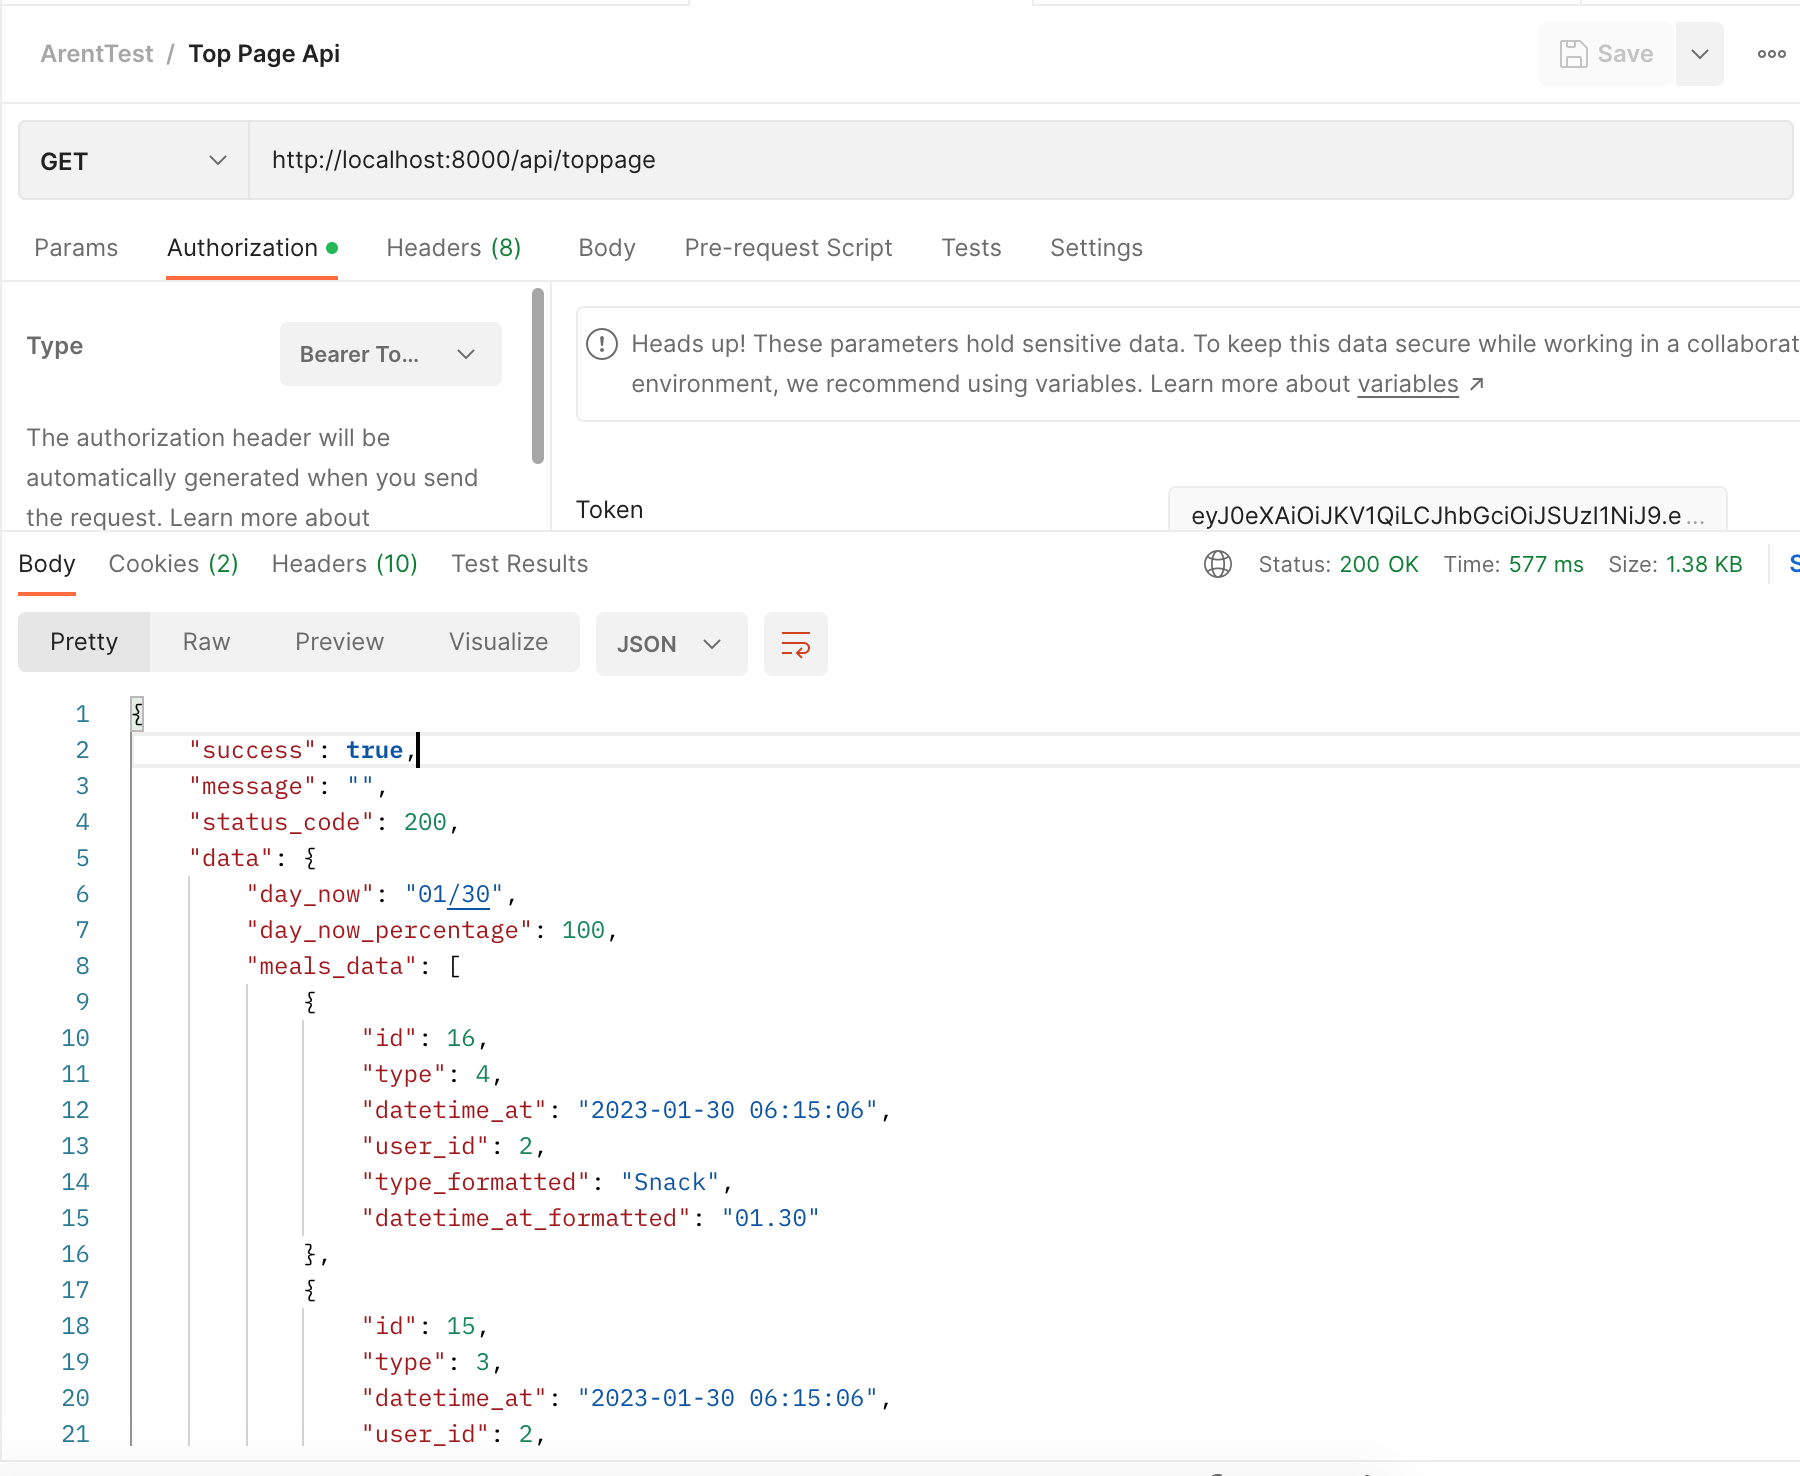 ArentTest / Top Page Api
Save
GET
http://localhost:8000/api/toppage
Params Authorization Headers (8) Body Pre-request Script Tests Settings
Type
Bearer To...
The authorization header will be
automatically generated when you send
the request. Learn more about
Heads up! These parameters hold sensitive data. To keep this data secure while working in a collaborat
environment, we recommend using variables. Learn more about variables ↗
Token
eyJ0eXAiOiJKV1QiLCJhbGciOiJSUzI1NiJ9.e...
Body Cookies (2) Headers (10) Test Results Status: 200 OK Time: 577 ms Size: 1.38 KB S
Pretty Raw Preview Visualize JSON
1 {
2 "success": true,
3 "message": "",
4 "status_code": 200,
5 "data": {
6 "day_now": "01/30",
7 "day_now_percentage": 100,
8 "meals_data": [
9 {
10 "id": 16,
11 "type": 4,
12 "datetime_at": "2023-01-30 06:15:06",
13 "user_id": 2,
14 "type_formatted": "Snack",
15 "datetime_at_formatted": "01.30"
16 },
17 {
18 "id": 15,
19 "type": 3,
20 "datetime_at": "2023-01-30 06:15:06",
21 "user_id": 2,